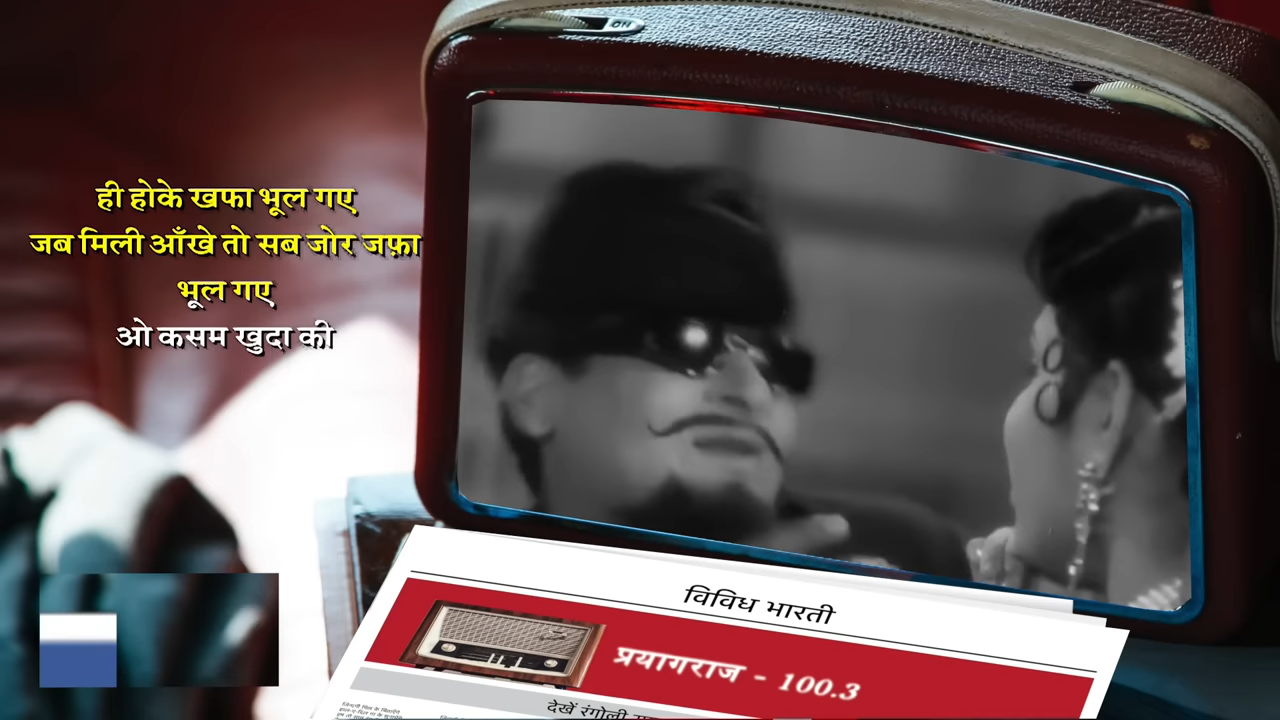 ON
ही होके खफा भूल गए
जब मिली आँखे तो सब जोर जफ़ा
भूल गए
ओ कसम खुदा की
विविध भारती
प्रयागराज - 100.3
देखें रंगोली